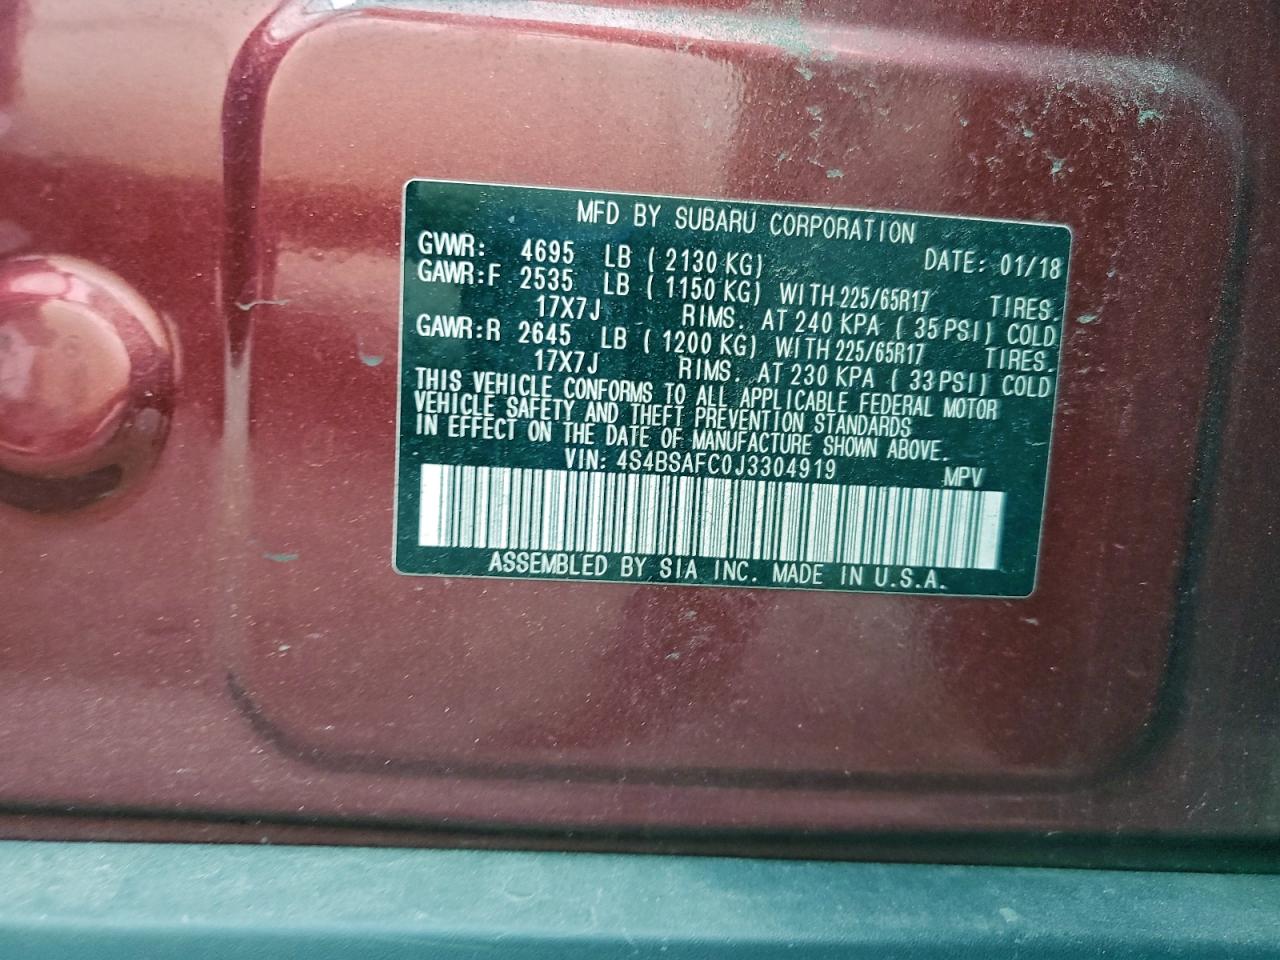 MFD BY SUBARU CORPORATION
GVWR: 4695 LB ( 2130 KG) DATE: 01/18
GAWR:F 2535 LB ( 1150 KG) WITH 225/65R17 TIRES.
17X7J RIMS. AT 240 KPA ( 35 PSI) COLD
GAWR:R 2645 LB ( 1200 KG) WITH 225/65R17 TIRES.
17X7J RIMS. AT 230 KPA ( 33 PSI) COLD
THIS VEHICLE CONFORMS TO ALL APPLICABLE FEDERAL MOTOR
VEHICLE SAFETY AND THEFT PREVENTION STANDARDS
IN EFFECT ON THE DATE OF MANUFACTURE SHOWN ABOVE.
VIN: 4S4BSAFC0J3304919 MPV
ASSEMBLED BY SIA INC. MADE IN U.S.A.